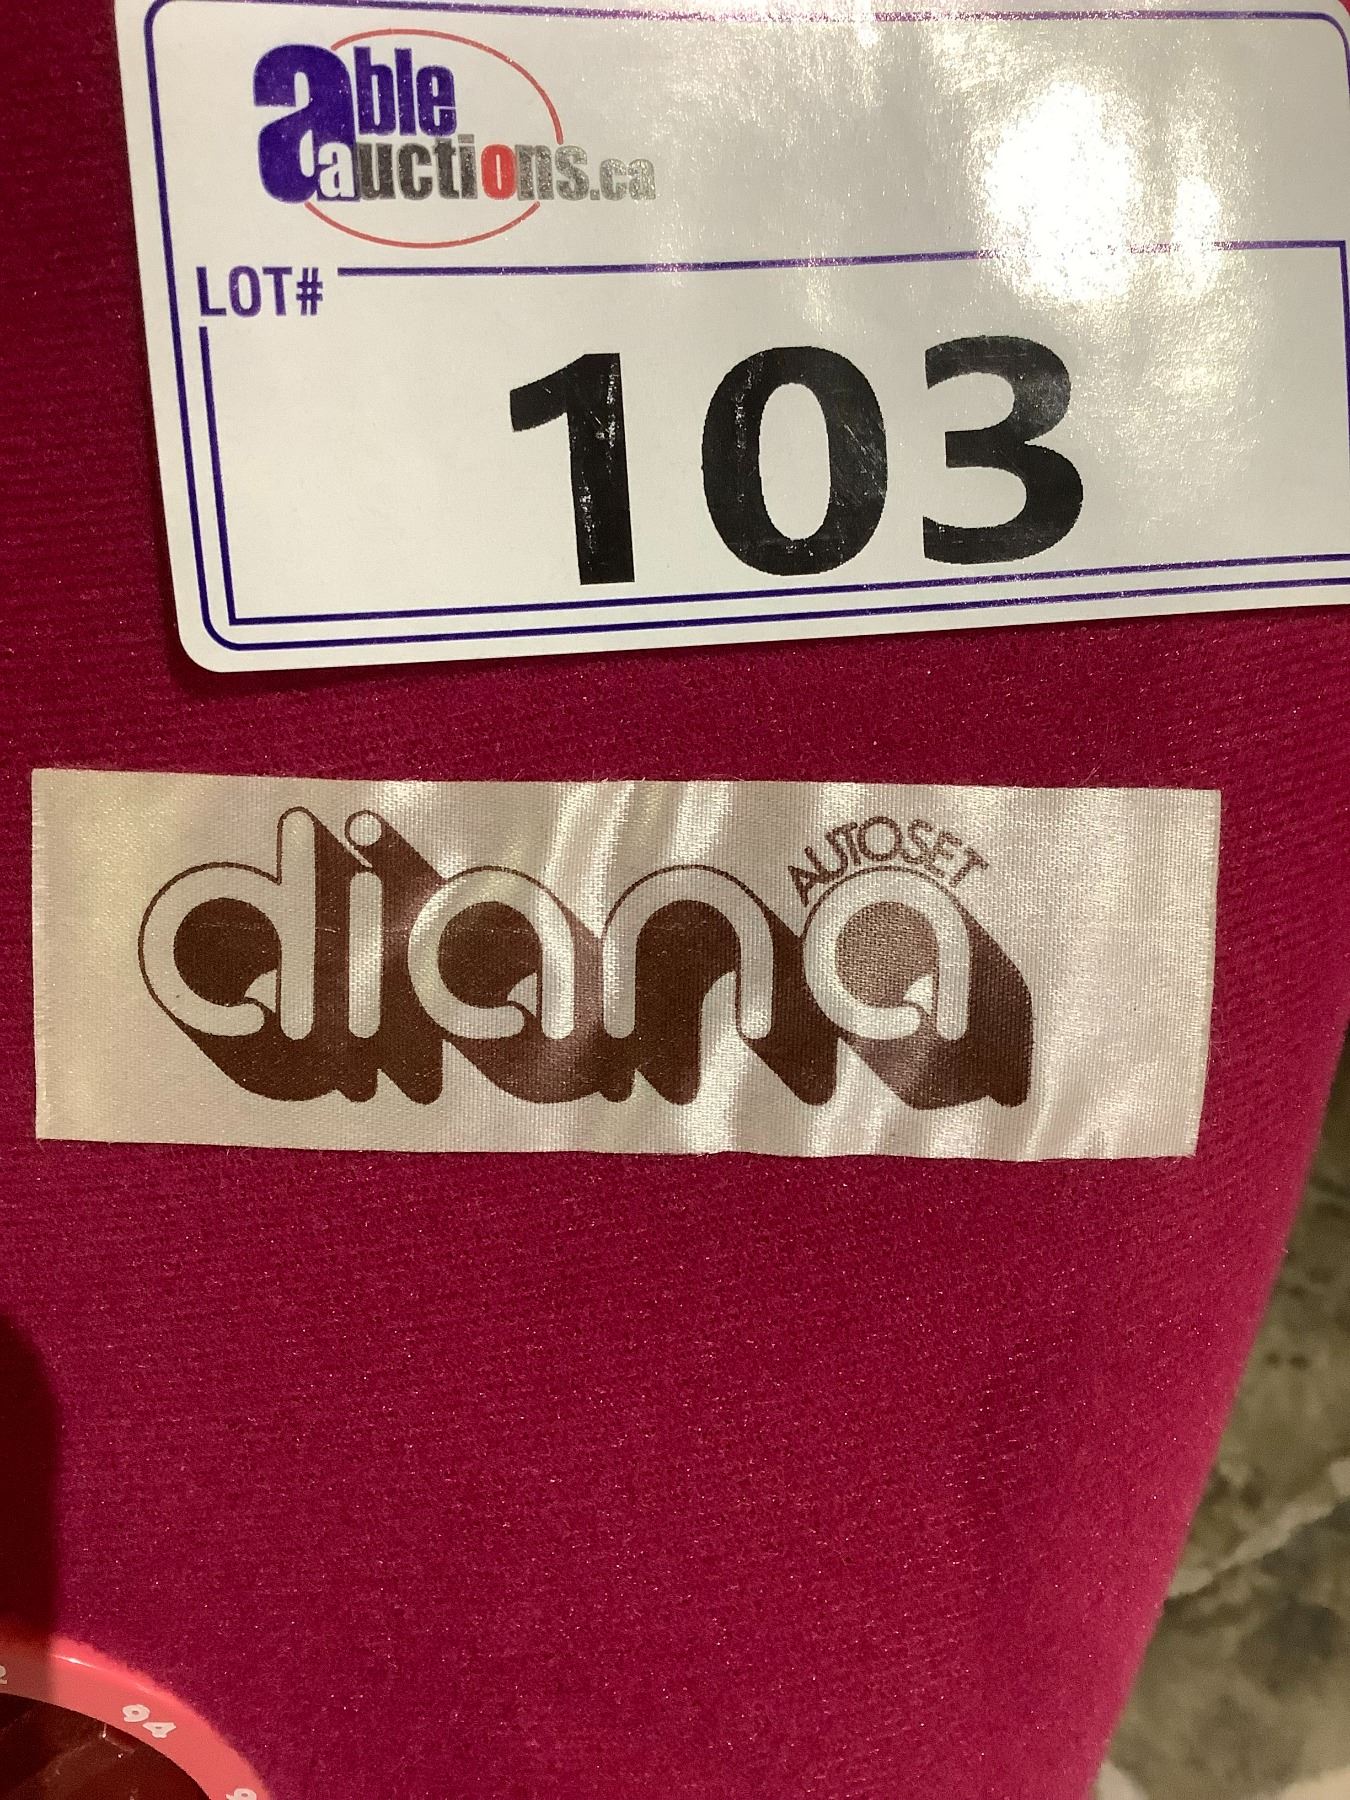 able
auctions.ca
LOT#
103
AUTOSET
diana
94